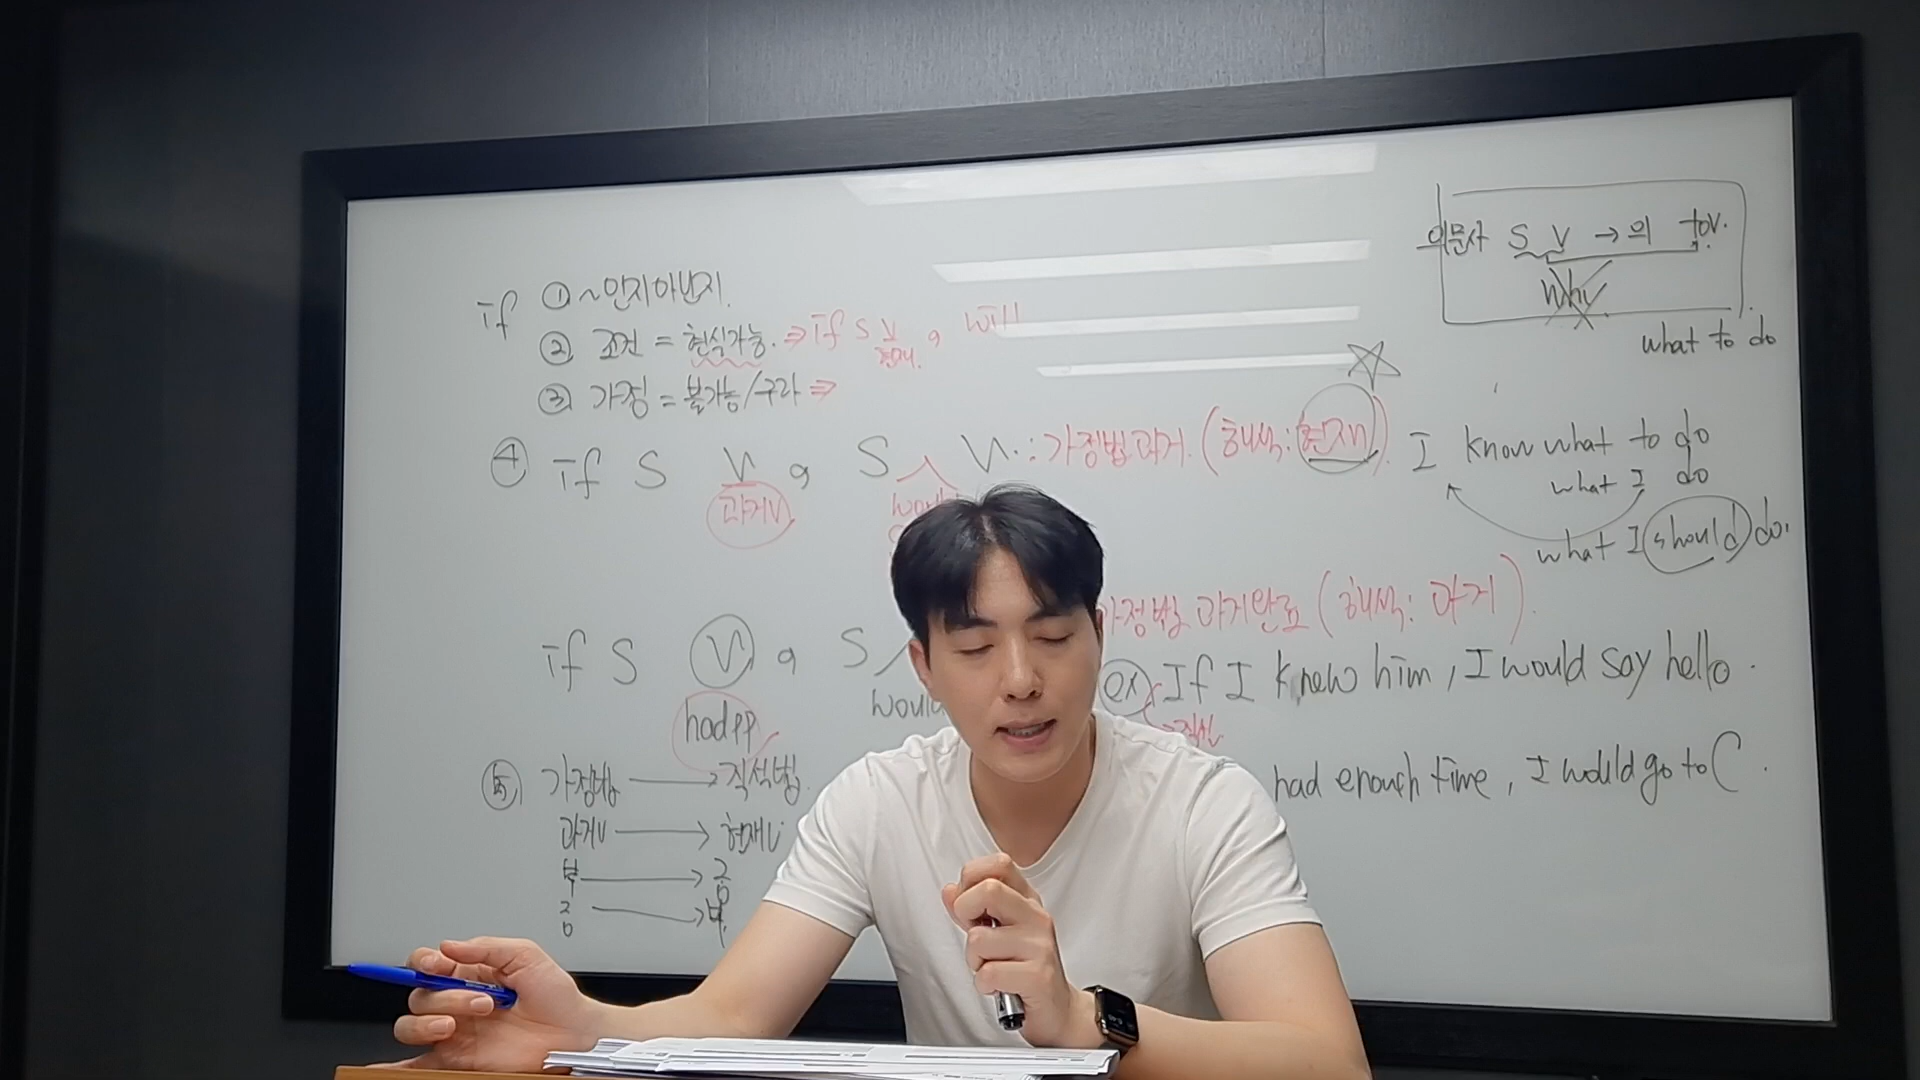 if ① ~인지아닌지.
② 조건 = 현실가능. ⇒ if S V, will
현재.
③ 가정 = 불가능/구라 ⇒
④ if S V, S V. : 가정법과거. (해석: 현재)
과거V
if S V, S
would
had pp
가정법 과거완료 (해석: 과거).
ex If I knew him, I would say hello.
→직설
had enough time, I would go to C.
⑤ 가정법 → 직설법.
과거V → 현재V
부 → 긍
긍 → 부
의문사 S V → 의 to V.
Why
what to do
I know what to do
what I do
what I should do.